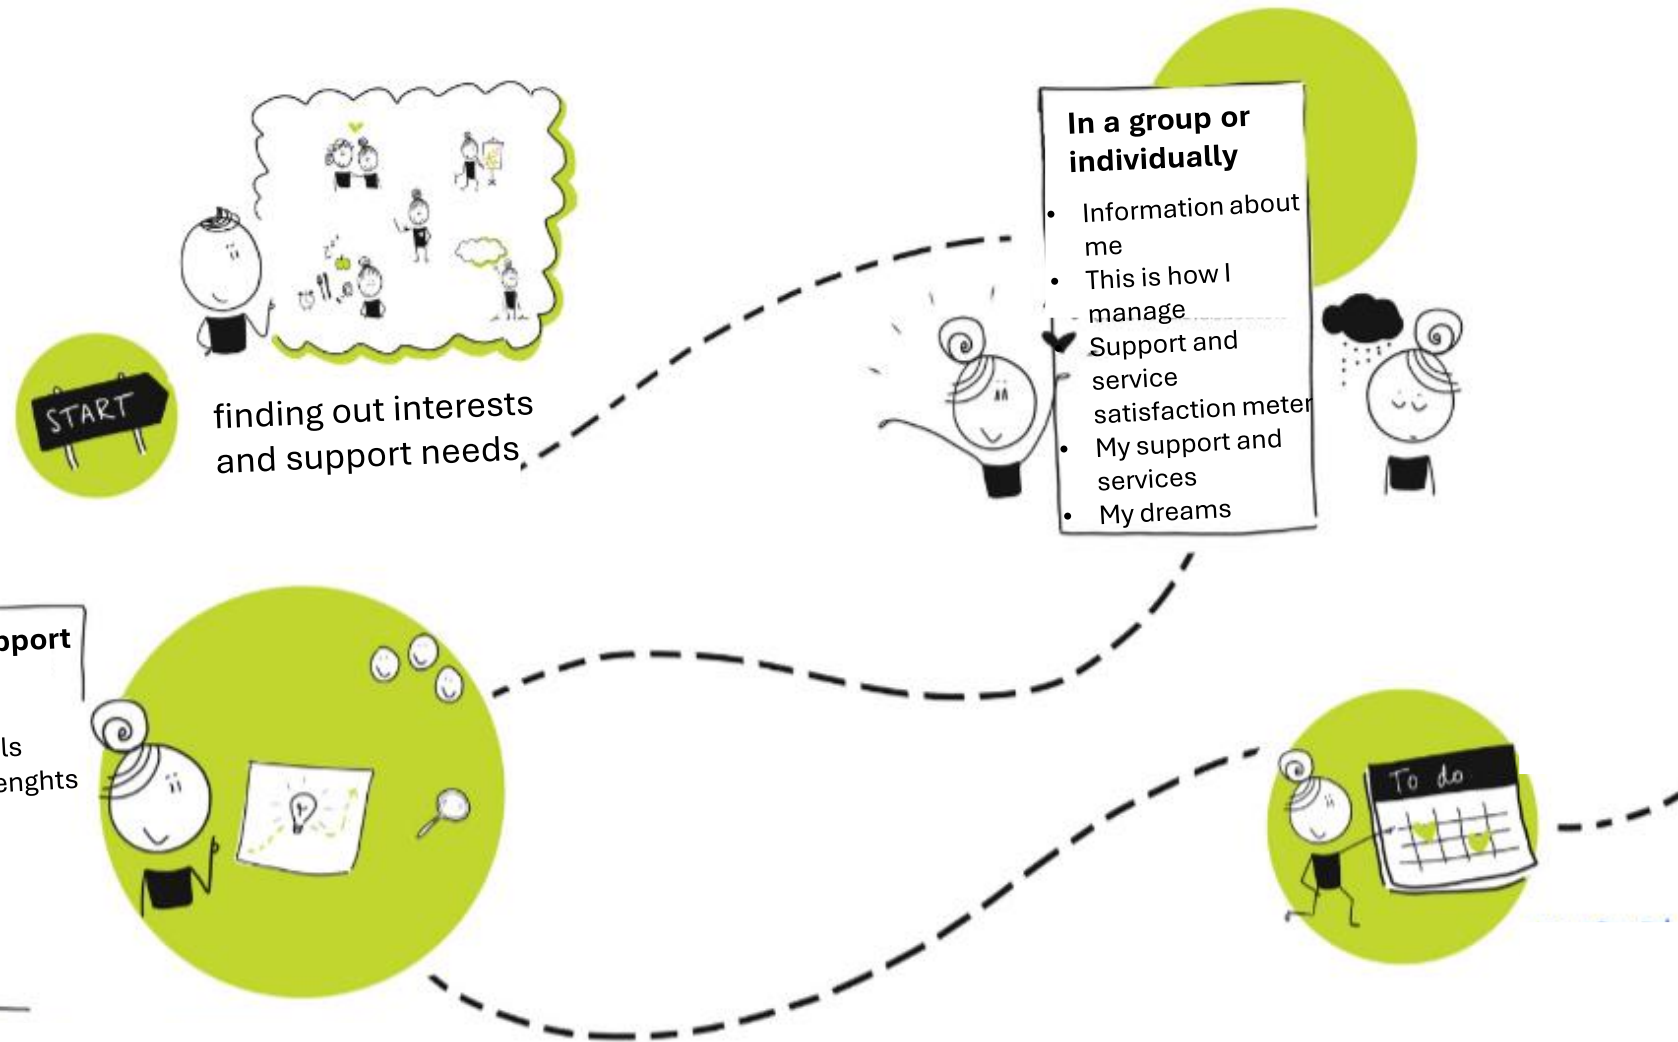 START
finding out interests
and support needs
In a group or
individually
• Information about
me
• This is how I
manage
Support and
service
satisfaction meter
• My support and
services
• My dreams
pport
ls
enghts
To do